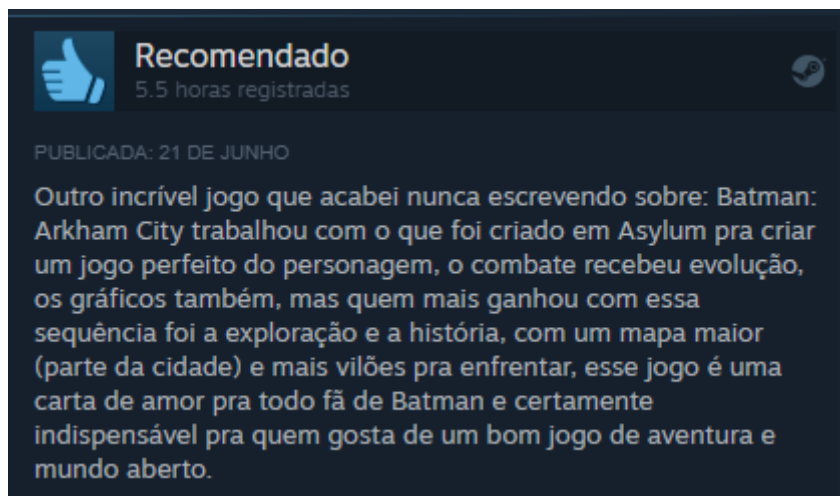 Recomendado
5.5 horas registradas
PUBLICADA: 21 DE JUNHO
Outro incrível jogo que acabei nunca escrevendo sobre: Batman:
Arkham City trabalhou com o que foi criado em Asylum pra criar
um jogo perfeito do personagem, o combate recebeu evolução,
os gráficos também, mas quem mais ganhou com essa
sequência foi a exploração e a história, com um mapa maior
(parte da cidade) e mais vilões pra enfrentar, esse jogo é uma
carta de amor pra todo fã de Batman e certamente
indispensável pra quem gosta de um bom jogo de aventura e
mundo aberto.